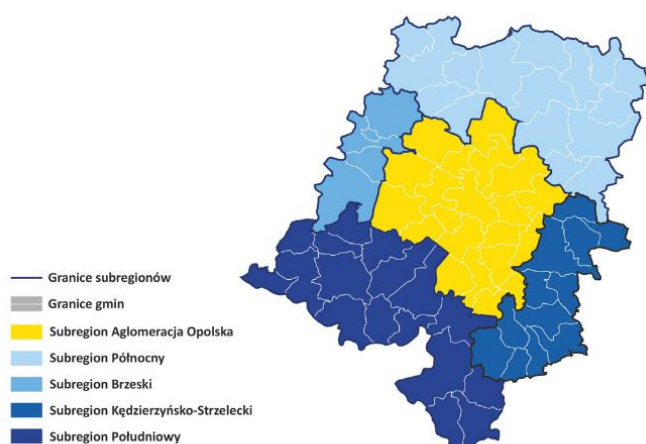 Granice subregionów
Granice gmin
Subregion Aglomeracja Opolska
Subregion Północny
Subregion Brzeski
Subregion Kędzierzyńsko-Strzelecki
Subregion Południowy